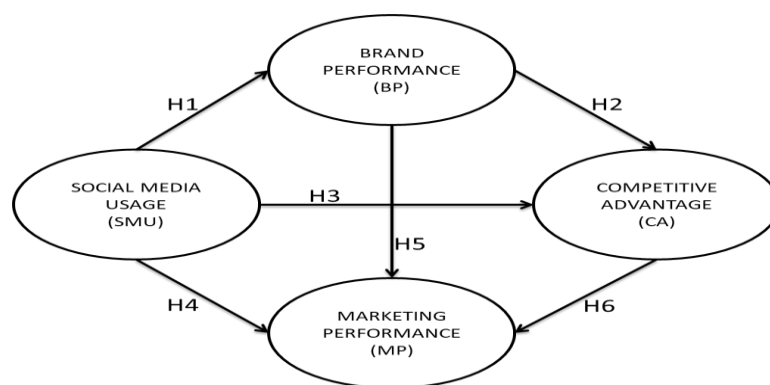 BRAND
PERFORMANCE
(BP)
H1
H2
SOCIAL MEDIA
USAGE
(SMU)
H3
COMPETITIVE
ADVANTAGE
(CA)
H5
H4
H6
MARKETING
PERFORMANCE
(MP)